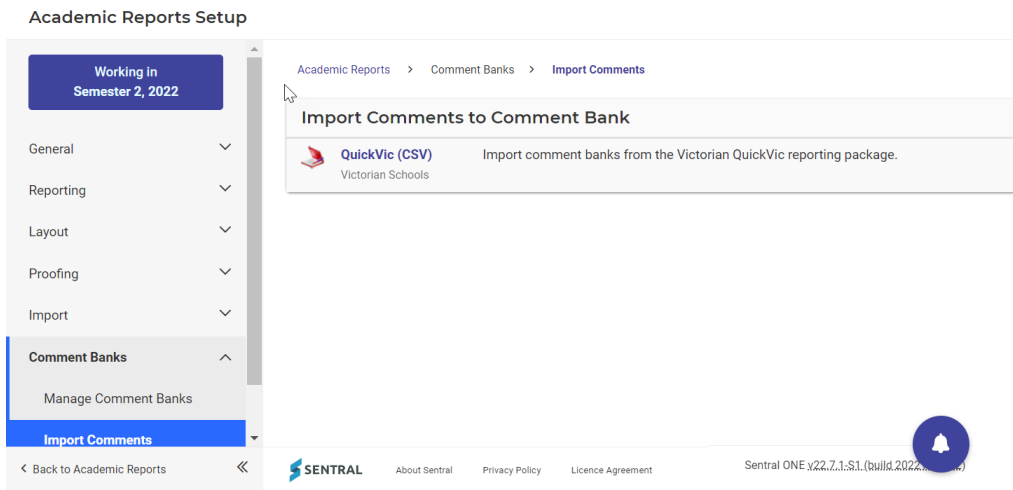 Academic Reports Setup
Working in
Semester 2, 2022
General
Reporting
Layout
Proofing
Import
Comment Banks
Manage Comment Banks
Import Comments
Back to Academic Reports
Academic Reports > Comment Banks > Import Comments
Import Comments to Comment Bank
QuickVic (CSV)
Import comment banks from the Victorian QuickVic reporting package.
Victorian Schools
SENTRAL
About Sentral
Privacy Policy
Licence Agreement
Sentral ONE v22.7.1-S1 (build